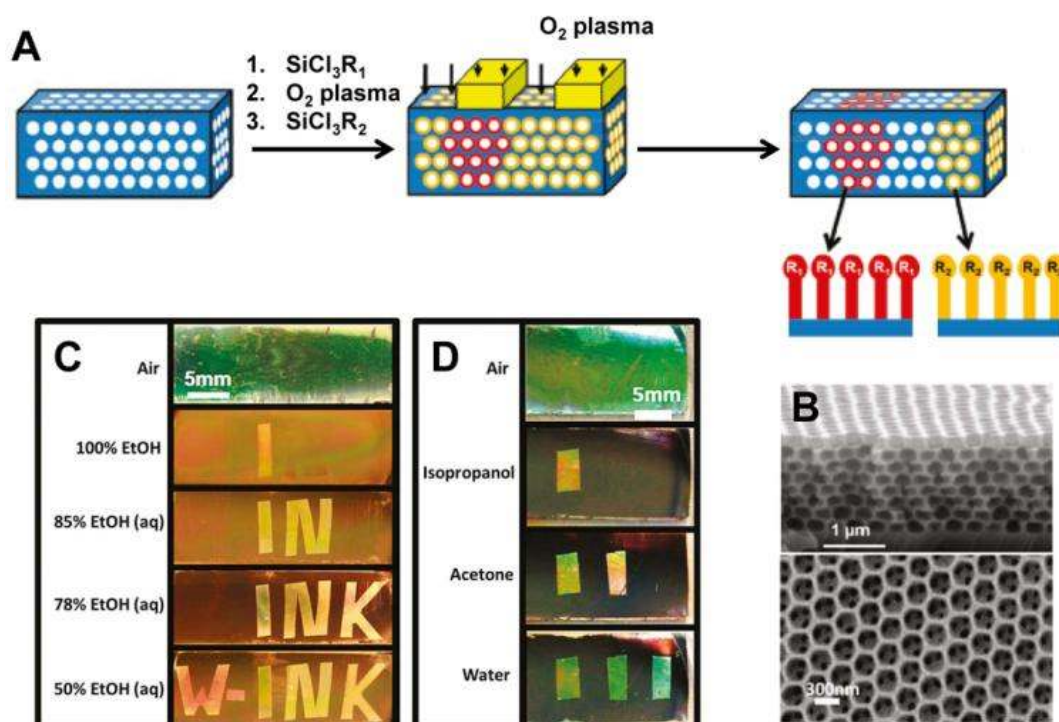 A
1. SiCl3R1
2. O2 plasma
3. SiCl3R2
O2 plasma
R1 R1 R1 R1 R1
R2 R2 R2 R2 R2
C
Air
5mm
100% EtOH
85% EtOH (aq)
IN
78% EtOH (aq)
INK
50% EtOH (aq)
W-INK
D
Air
5mm
Isopropanol
Acetone
Water
B
1 µm
300nm